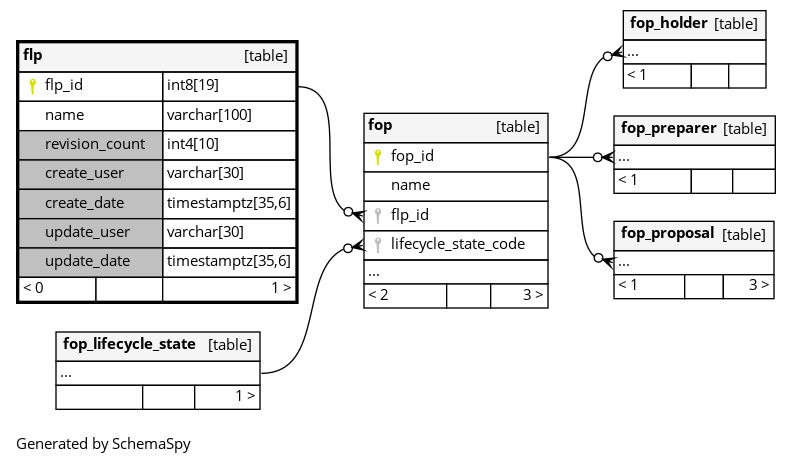 flp [table]
flp_id int8[19]
name varchar[100]
revision_count int4[10]
create_user varchar[30]
create_date timestamptz[35,6]
update_user varchar[30]
update_date timestamptz[35,6]
< 0 1 >
fop_lifecycle_state [table]
...
1 >
fop [table]
fop_id
name
flp_id
lifecycle_state_code
...
< 2 3 >
fop_holder [table]
...
< 1
fop_preparer [table]
...
< 1
fop_proposal [table]
...
< 1 3 >
Generated by SchemaSpy